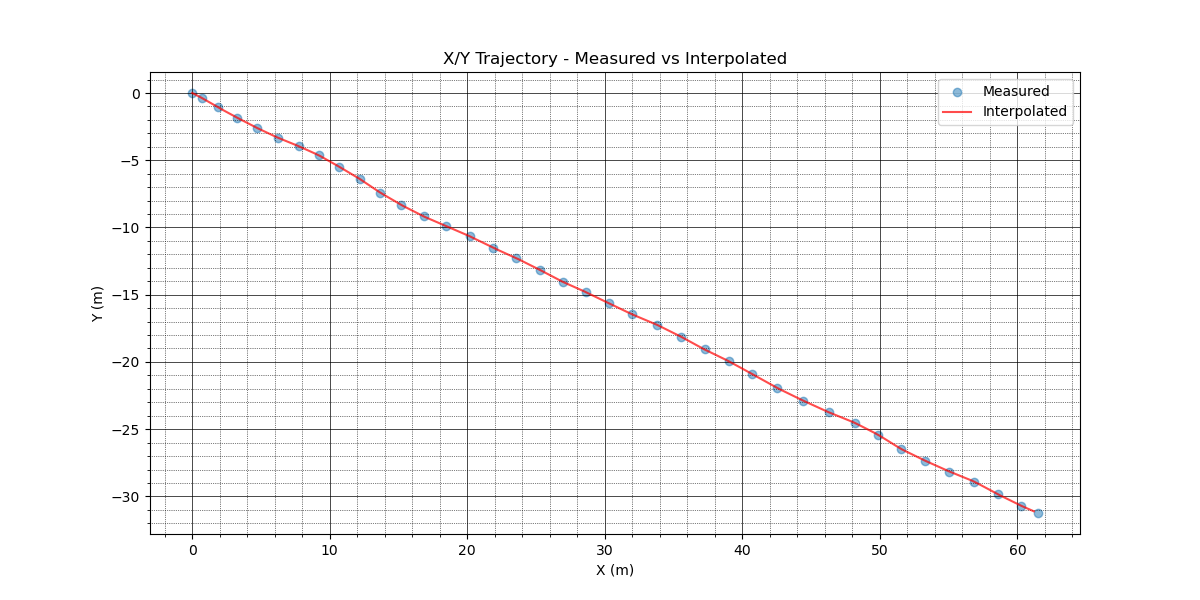 X/Y Trajectory - Measured vs Interpolated
Measured
Interpolated
0
−5
−10
−15
−20
−25
−30
Y (m)
0
10
20
30
40
50
60
X (m)